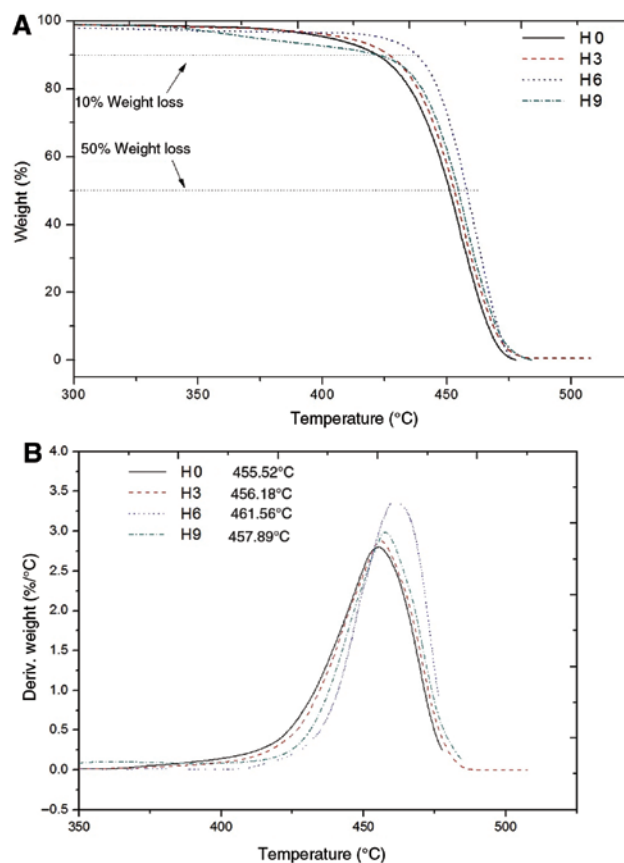 A
100
80
60
40
20
0
Weight (%)
10% Weight loss
50% Weight loss
H 0
H3
H6
H9
300
350
400
450
500
Temperature (°C)
B
4.0
3.5
3.0
2.5
2.0
1.5
1.0
0.5
0.0
–0.5
Deriv. weight (%/°C)
H0 455.52°C
H3 456.18°C
H6 461.56°C
H9 457.89°C
350
400
450
500
Temperature (°C)